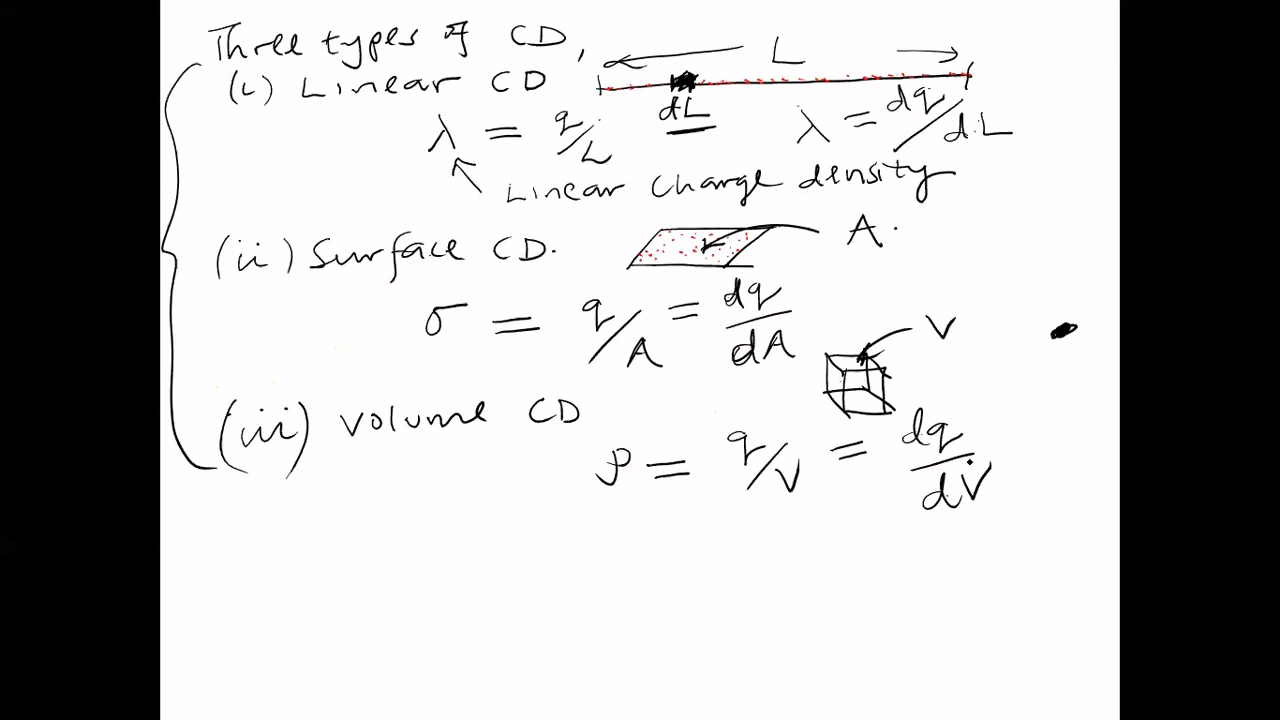 Three types of CD,
L
(i) Linear CD
dL
λ = q/L
λ = dq/dL
Linear charge density
(ii) Surface CD.
A.
σ = q/A = dq/dA
V
(iii) Volume CD
ρ = q/V = dq/dV